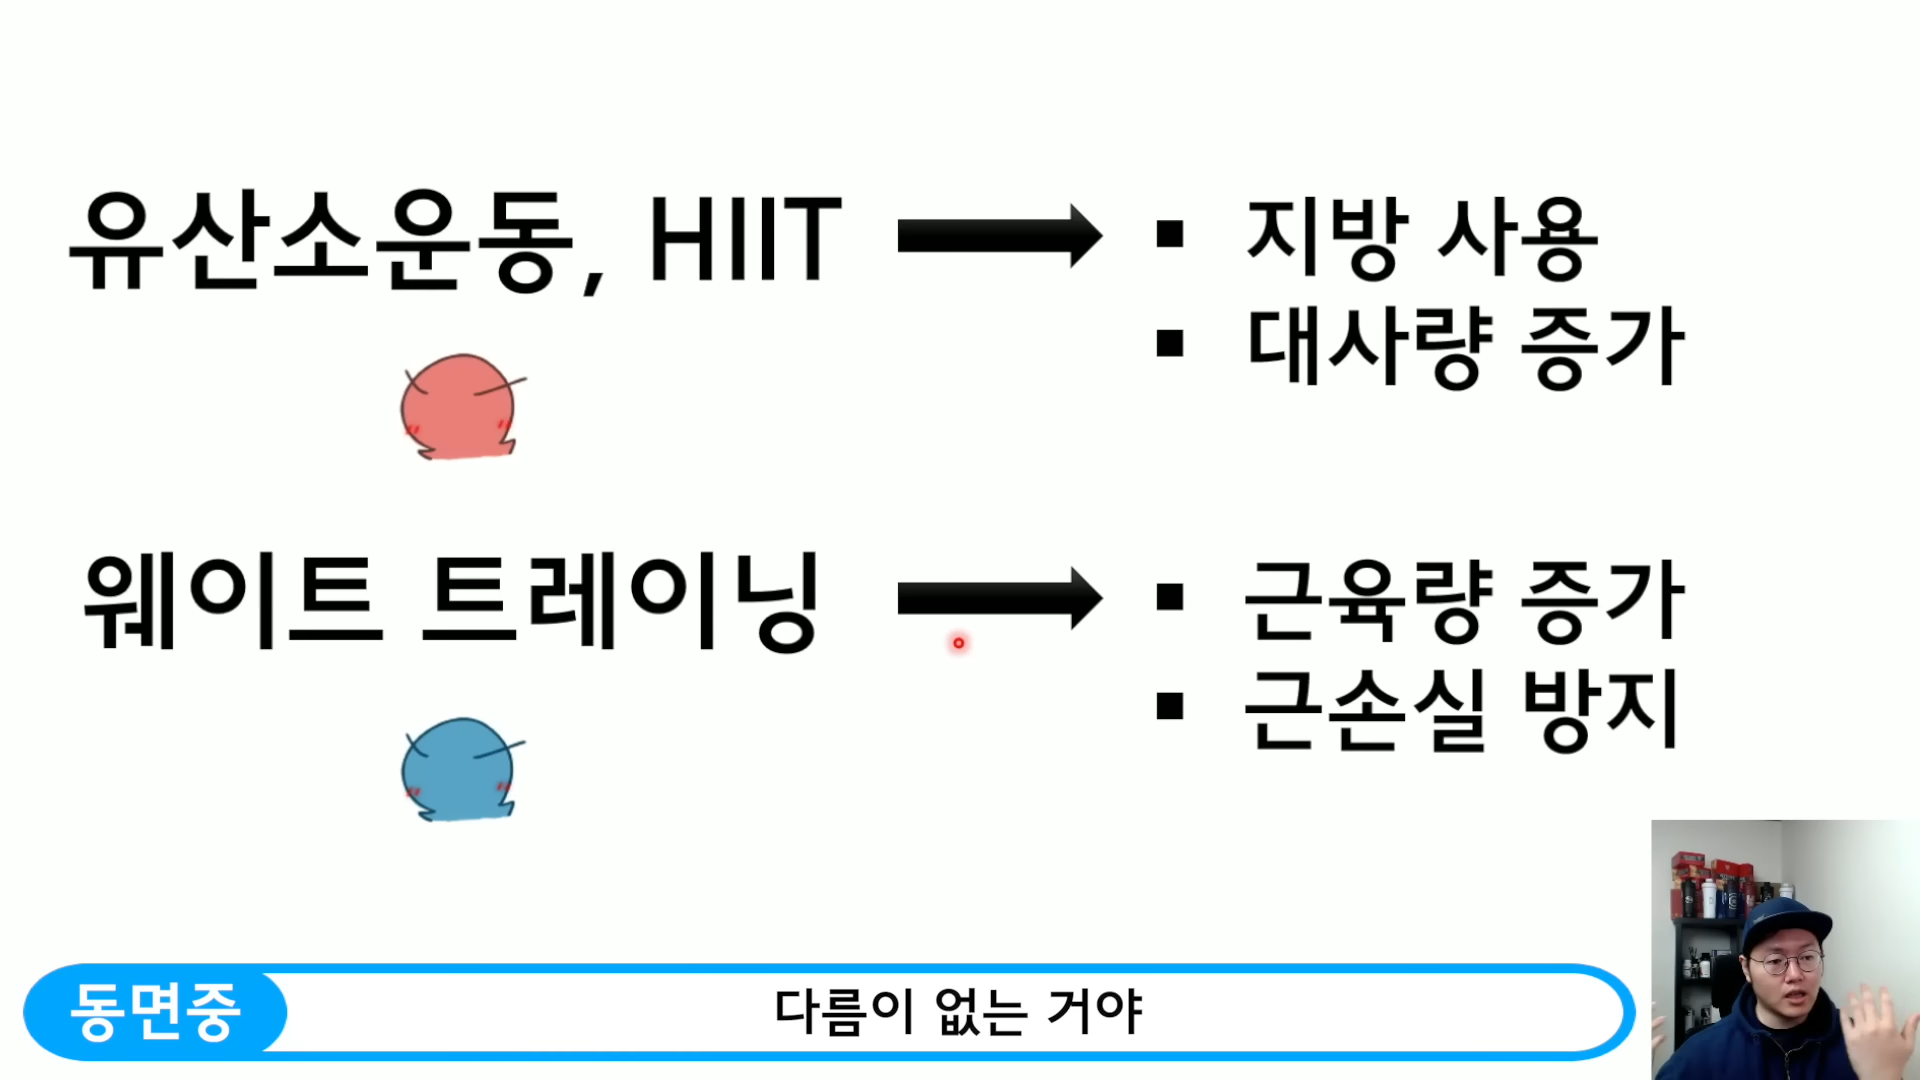 유산소운동, HIIT
▪ 지방 사용
▪ 대사량 증가
웨이트 트레이닝
▪ 근육량 증가
▪ 근손실 방지
동면중
다름이 없는 거야